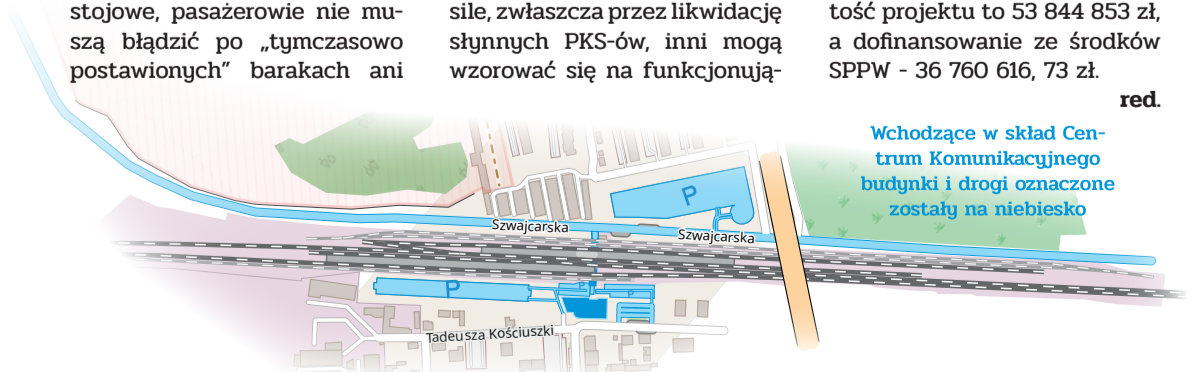 stojowe, pasażerowie nie mu-
szą błądzić po „tymczasowo
postawionych” barakach ani
sile, zwłaszcza przez likwidację
słynnych PKS-ów, inni mogą
wzorować się na funkcjonują-
tość projektu to 53 844 853 zł,
a dofinansowanie ze środków
SPPW - 36 760 616, 73 zł.
red.
Wchodzące w skład Cen-
trum Komunikacyjnego
budynki i drogi oznaczone
zostały na niebiesko
P
Szwajcarska
Szwajcarska
P
P
P
Tadeusza Kościuszki